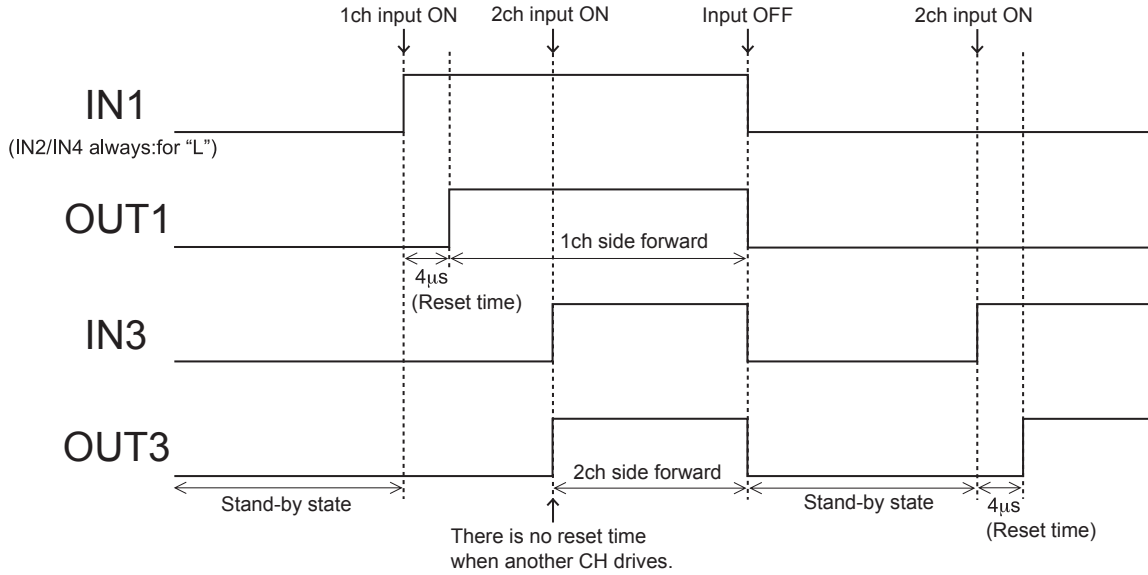 1ch input ON
2ch input ON
Input OFF
2ch input ON
IN1
(IN2/IN4 always:for “L”)
OUT1
1ch side forward
4μs
(Reset time)
IN3
OUT3
2ch side forward
Stand-by state
Stand-by state
4μs
(Reset time)
There is no reset time
when another CH drives.